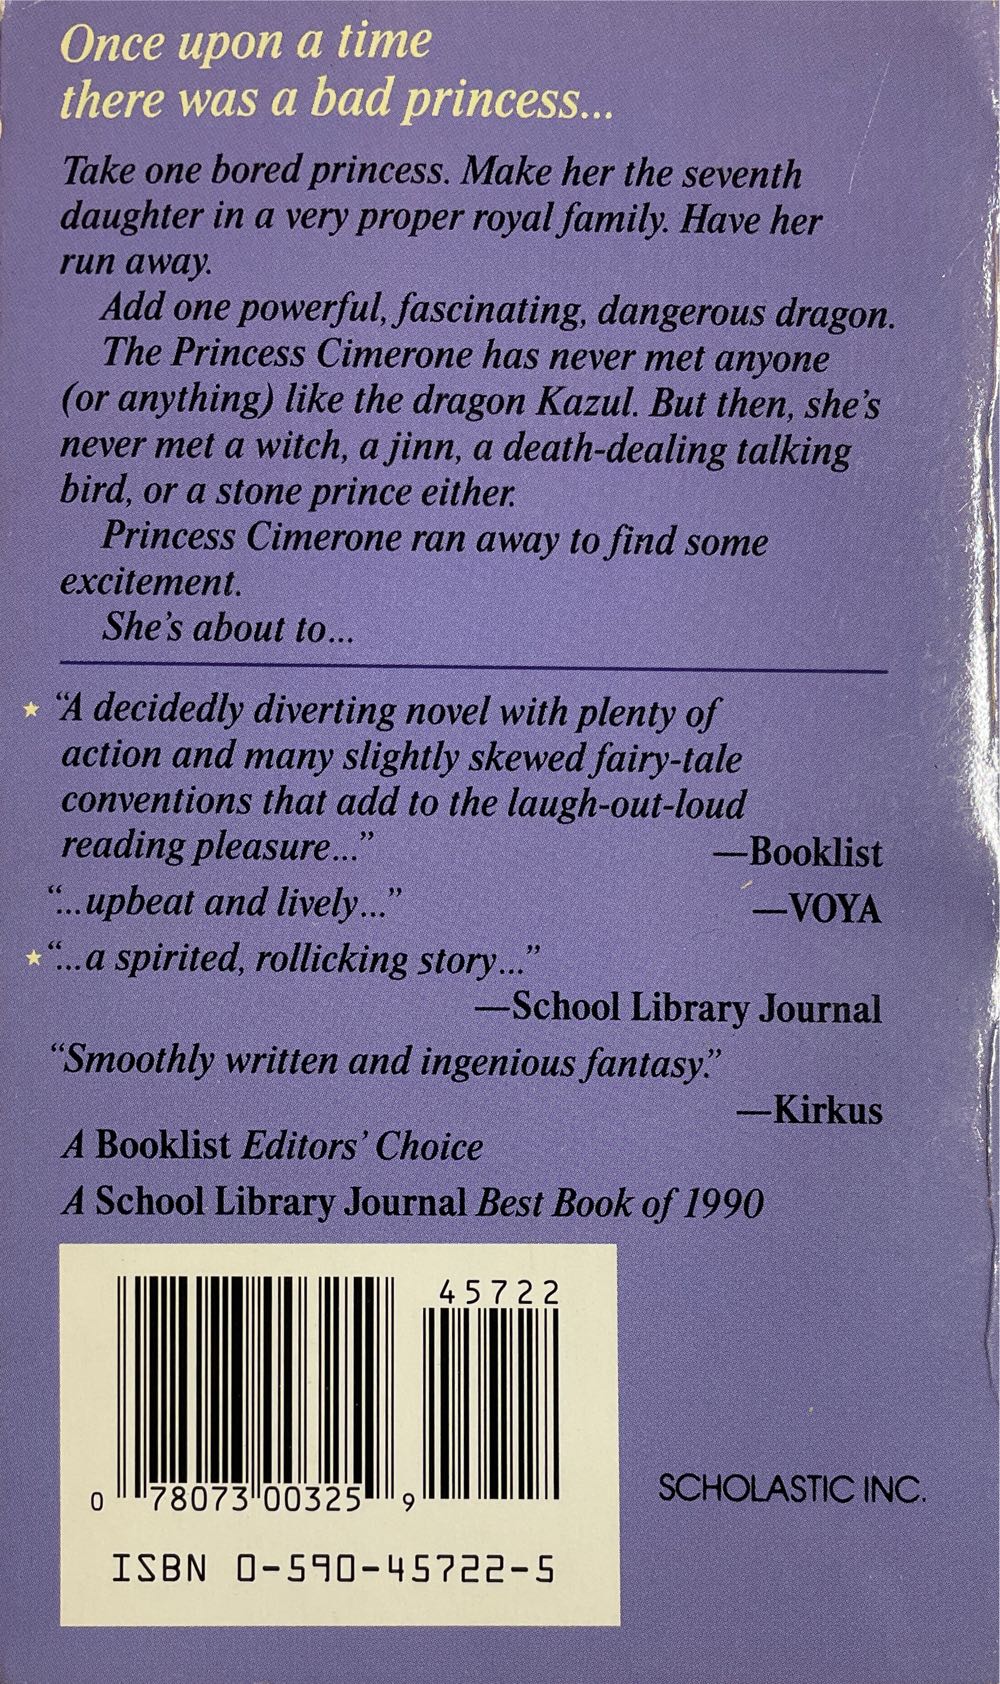 Once upon a time
there was a bad princess...
Take one bored princess. Make her the seventh
daughter in a very proper royal family. Have her
run away.
Add one powerful, fascinating, dangerous dragon.
The Princess Cimerone has never met anyone
(or anything) like the dragon Kazul. But then, she's
never met a witch, a jinn, a death-dealing talking
bird, or a stone prince either.
Princess Cimerone ran away to find some
excitement.
She's about to...
★ "A decidedly diverting novel with plenty of
action and many slightly skewed fairy-tale
conventions that add to the laugh-out-loud
reading pleasure..." —Booklist
"...upbeat and lively..." —VOYA
★ "...a spirited, rollicking story..."
—School Library Journal
"Smoothly written and ingenious fantasy."
—Kirkus
A Booklist Editors' Choice
A School Library Journal Best Book of 1990
45722
0 78073 00325 9
SCHOLASTIC INC.
ISBN 0-590-45722-5